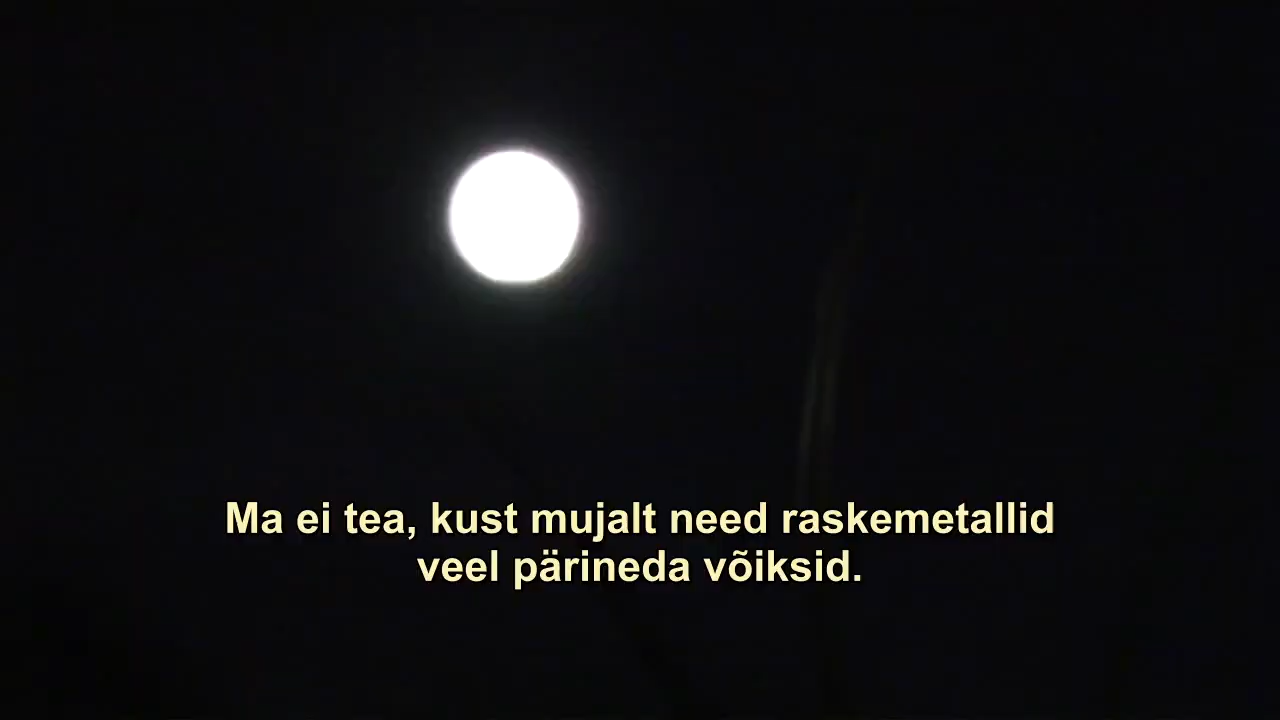 Ma ei tea, kust mujalt need raskemetallid
veel pärineda võiksid.